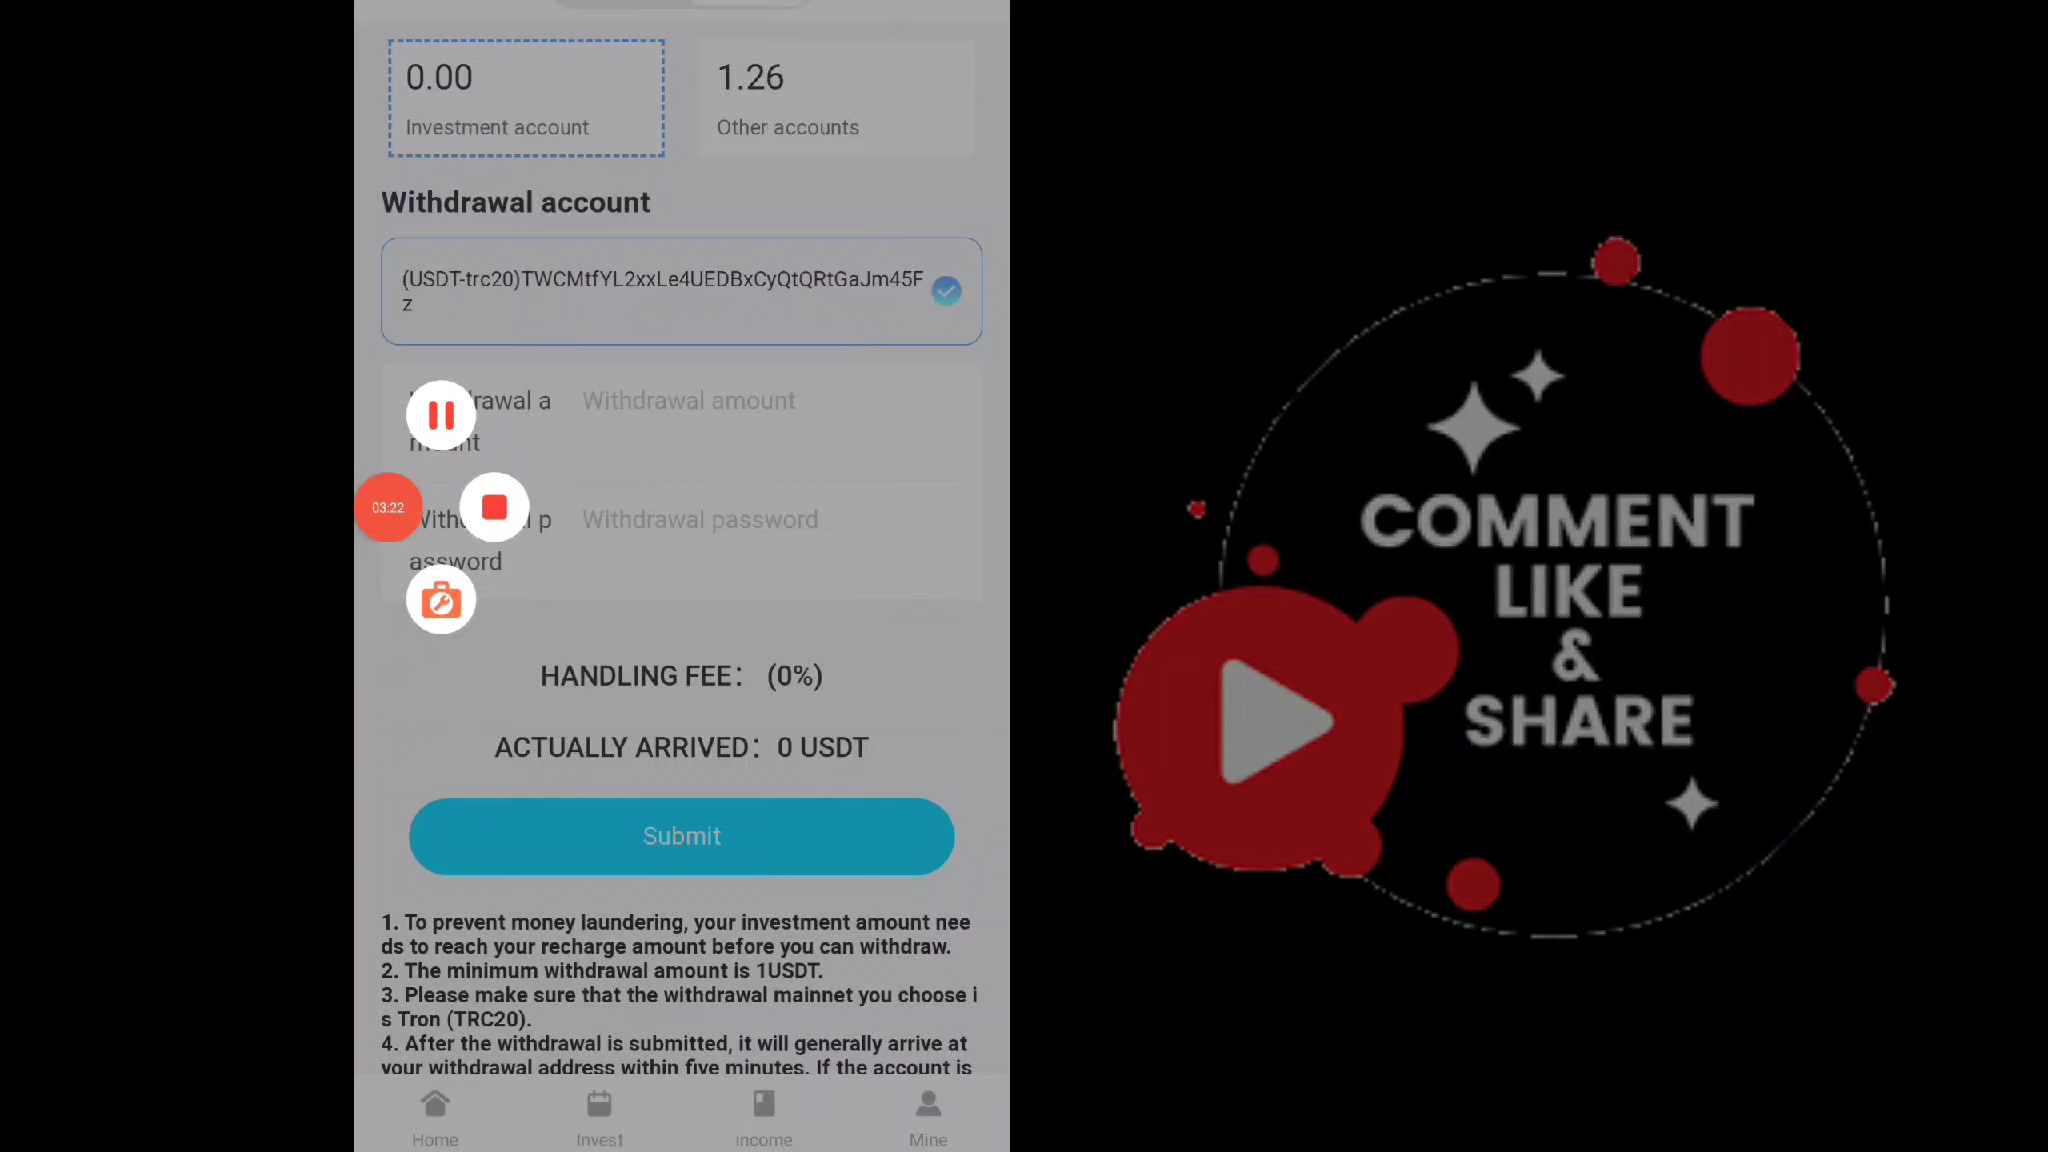 0.00
1.26
Investment account
Other accounts
Withdrawal account
(USDT-trc20)TWCMtfYL2xxLe4UEDBxCyQtQRtGaJm45F
z
rawal a
Withdrawal amount
nt
03:22
With
l p
Withdrawal password
assword
HANDLING FEE： (0%)
ACTUALLY ARRIVED：0 USDT
Submit
1. To prevent money laundering, your investment amount nee
ds to reach your recharge amount before you can withdraw.
2. The minimum withdrawal amount is 1USDT.
3. Please make sure that the withdrawal mainnet you choose i
s Tron (TRC20).
4. After the withdrawal is submitted, it will generally arrive at
your withdrawal address within five minutes. If the account is
Home
Invest
income
Mine
COMMENT
LIKE
&
SHARE